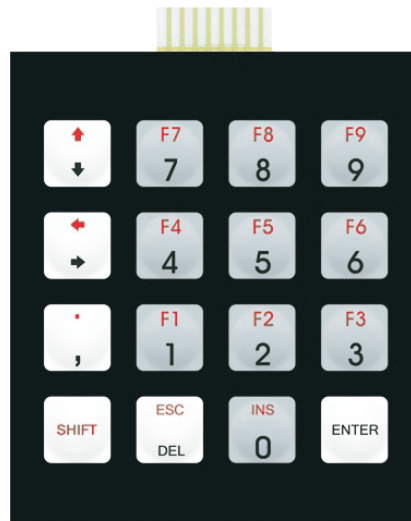 F7 F8 F9
7 8 9
F4 F5 F6
4 5 6
. F1 F2 F3
, 1 2 3
SHIFT ESC INS ENTER
DEL 0